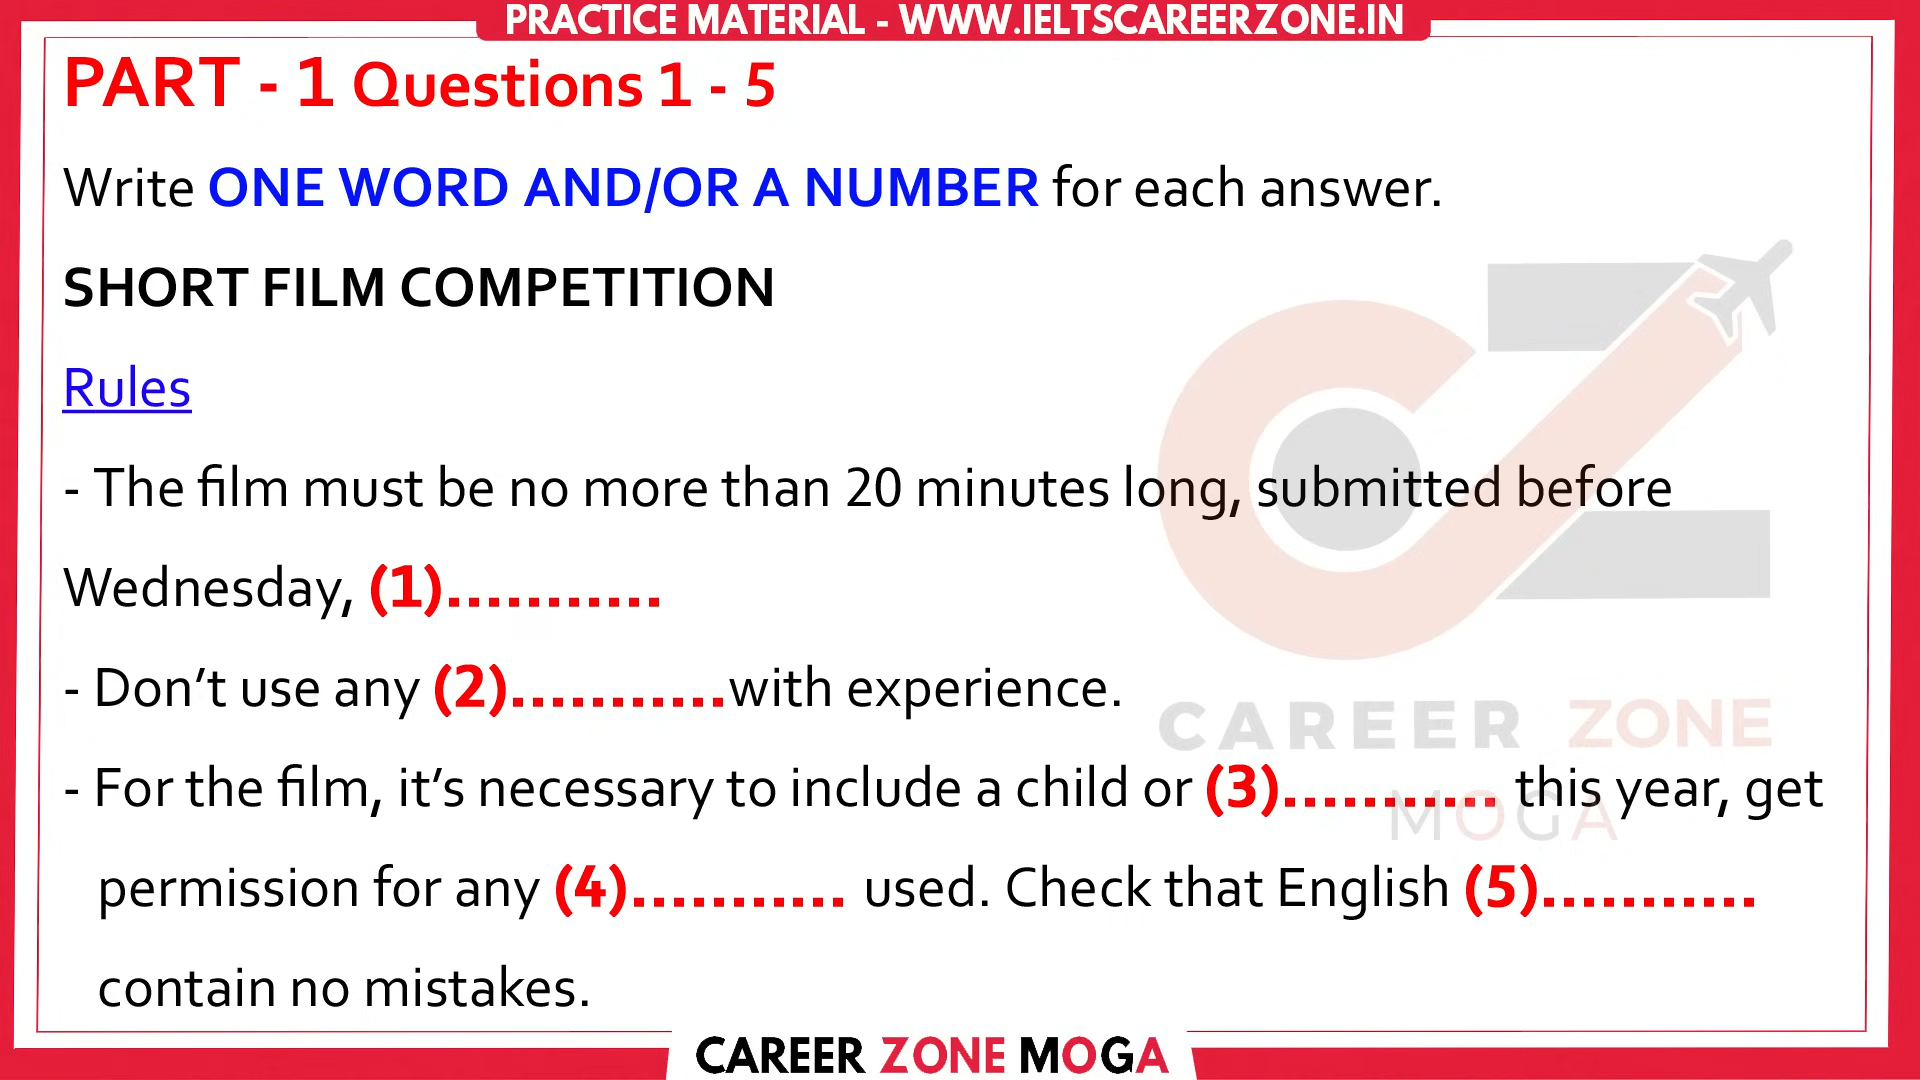 PRACTICE MATERIAL - WWW.IELTSCAREERZONE.IN
PART - 1 Questions 1 - 5
Write ONE WORD AND/OR A NUMBER for each answer.
SHORT FILM COMPETITION
Rules
- The film must be no more than 20 minutes long, submitted before
Wednesday, (1)...........
- Don’t use any (2)...........with experience.
- For the film, it’s necessary to include a child or (3)........... this year, get
permission for any (4)........... used. Check that English (5)...........
contain no mistakes.
CAREER ZONE
MOGA
CAREER ZONE MOGA